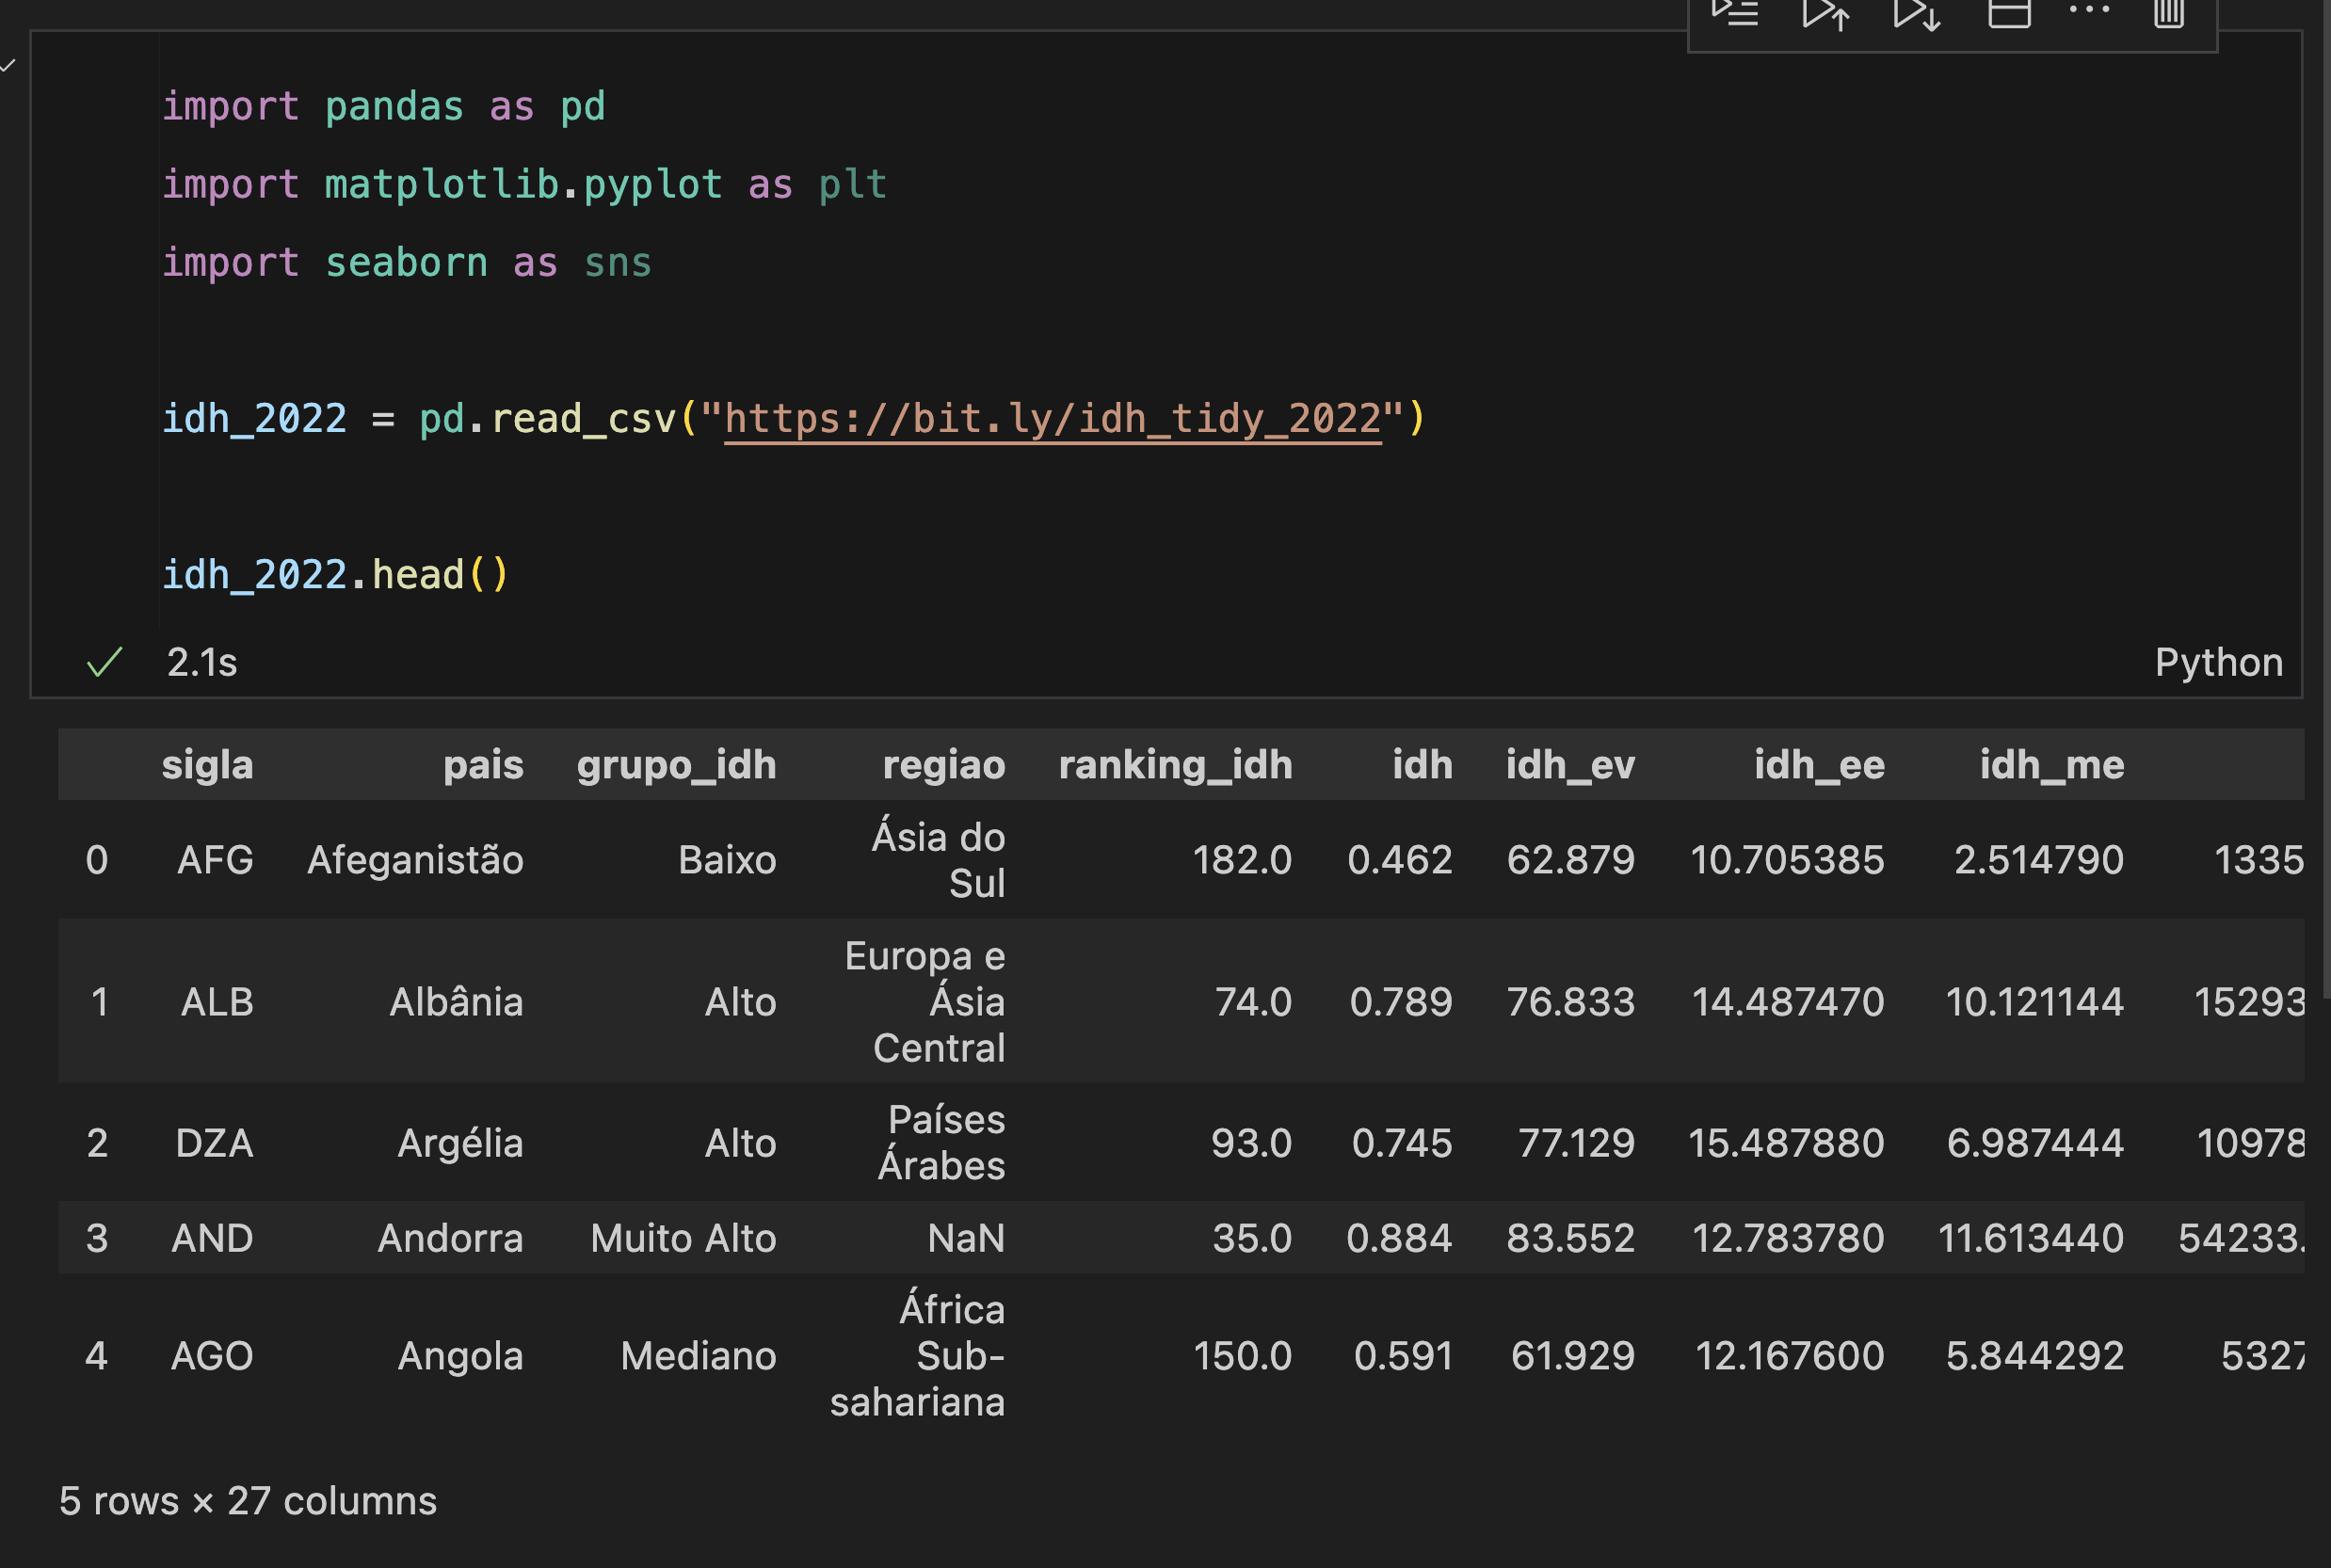 import pandas as pd
import matplotlib.pyplot as plt
import seaborn as sns
idh_2022 = pd.read_csv("https://bit.ly/idh_tidy_2022")
idh_2022.head()
2.1s Python
sigla pais grupo_idh regiao ranking_idh idh idh_ev idh_ee idh_me
0 AFG Afeganistão Baixo Ásia do Sul 182.0 0.462 62.879 10.705385 2.514790 1335
1 ALB Albânia Alto Europa e Ásia Central 74.0 0.789 76.833 14.487470 10.121144 15293
2 DZA Argélia Alto Países Árabes 93.0 0.745 77.129 15.487880 6.987444 10978
3 AND Andorra Muito Alto NaN 35.0 0.884 83.552 12.783780 11.613440 54233.
4 AGO Angola Mediano África Sub-sahariana 150.0 0.591 61.929 12.167600 5.844292 5327
5 rows × 27 columns